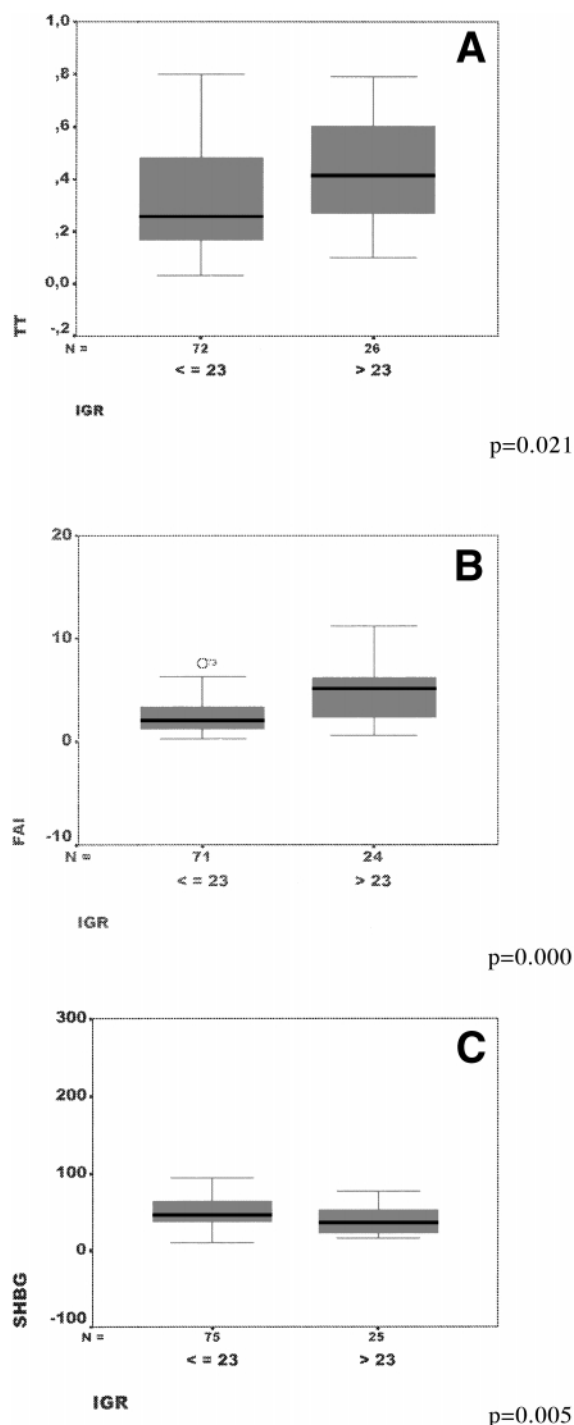 A
1,0
,8
,6
,4
,2
0,0
-,2
TT
N = 72 26
<= 23 > 23
IGR
p=0.021
B
20
10
0
-10
FAI
N = 71 24
<= 23 > 23
IGR
p=0.000
C
300
200
100
0
-100
SHBG
N = 75 25
<= 23 > 23
IGR
p=0.005